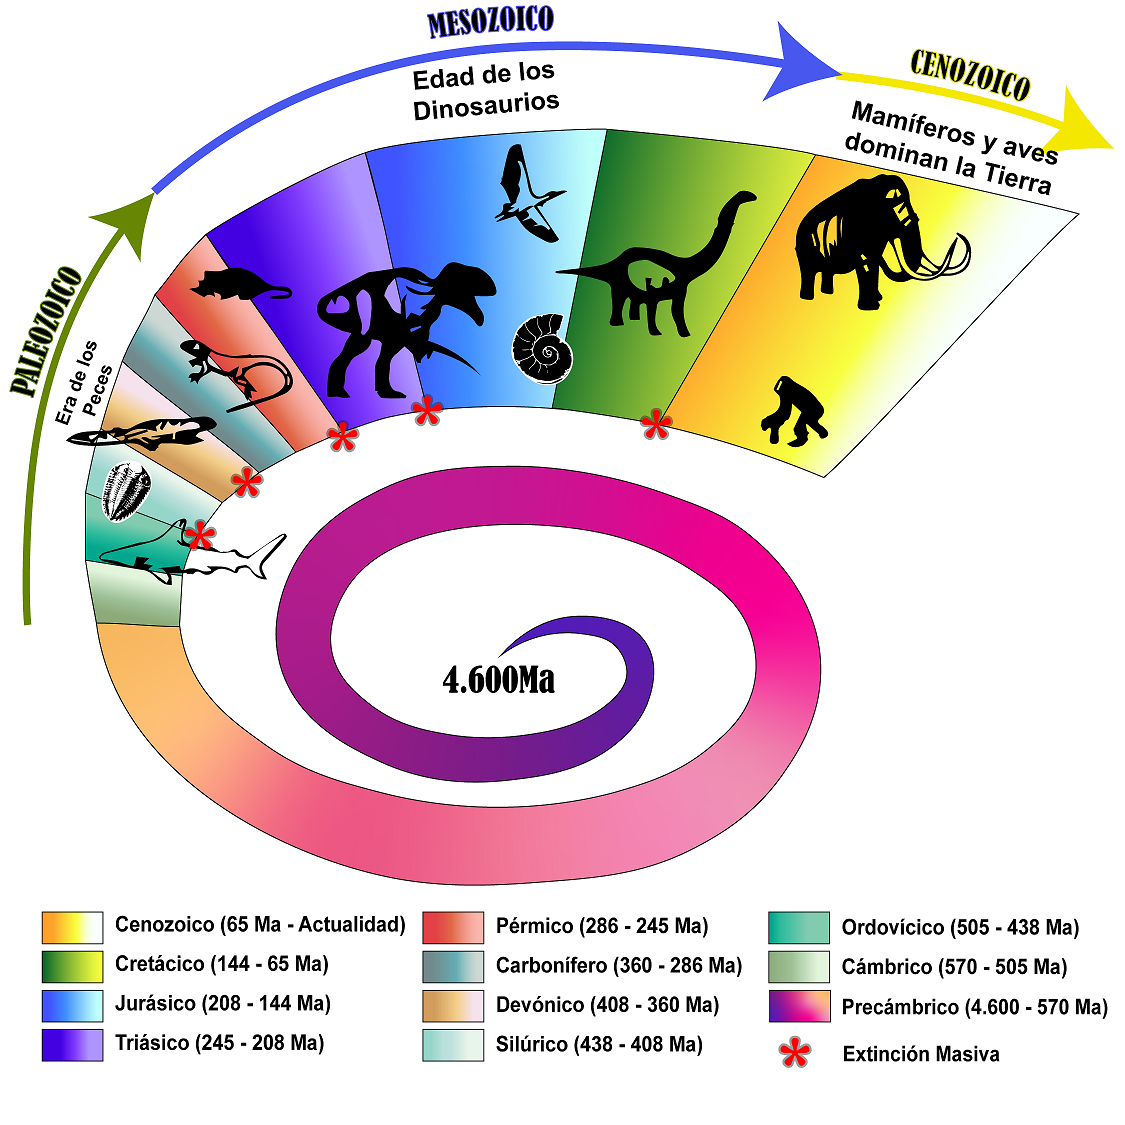 MESOZOICO
Edad de los
Dinosaurios
CENOZOICO
Mamíferos y aves
dominan la Tierra
PALEOZOICO
Era de los
Peces
4.600Ma
Cenozoico (65 Ma - Actualidad)
Cretácico (144 - 65 Ma)
Jurásico (208 - 144 Ma)
Triásico (245 - 208 Ma)
Pérmico (286 - 245 Ma)
Carbonífero (360 - 286 Ma)
Devónico (408 - 360 Ma)
Silúrico (438 - 408 Ma)
Ordovícico (505 - 438 Ma)
Cámbrico (570 - 505 Ma)
Precámbrico (4.600 - 570 Ma)
Extinción Masiva